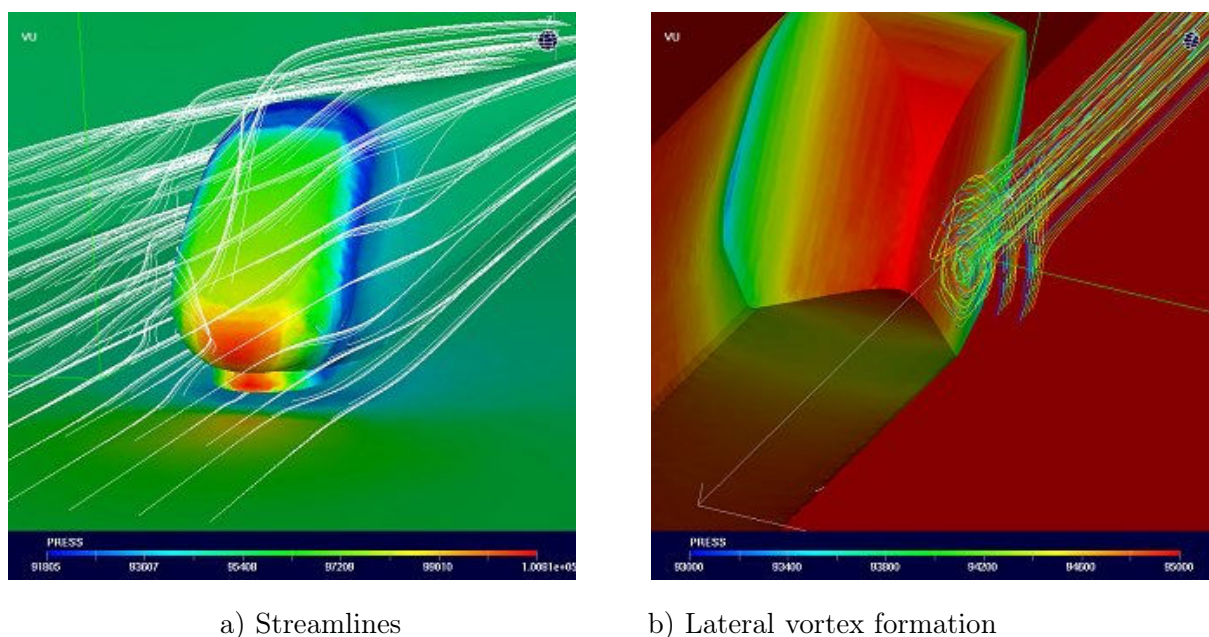 VU
PRESS
91805 93607 95408 97209 99010 1.0081e+05
VU
PRESS
93000 93400 93800 94200 94600 95000
a) Streamlines
b) Lateral vortex formation